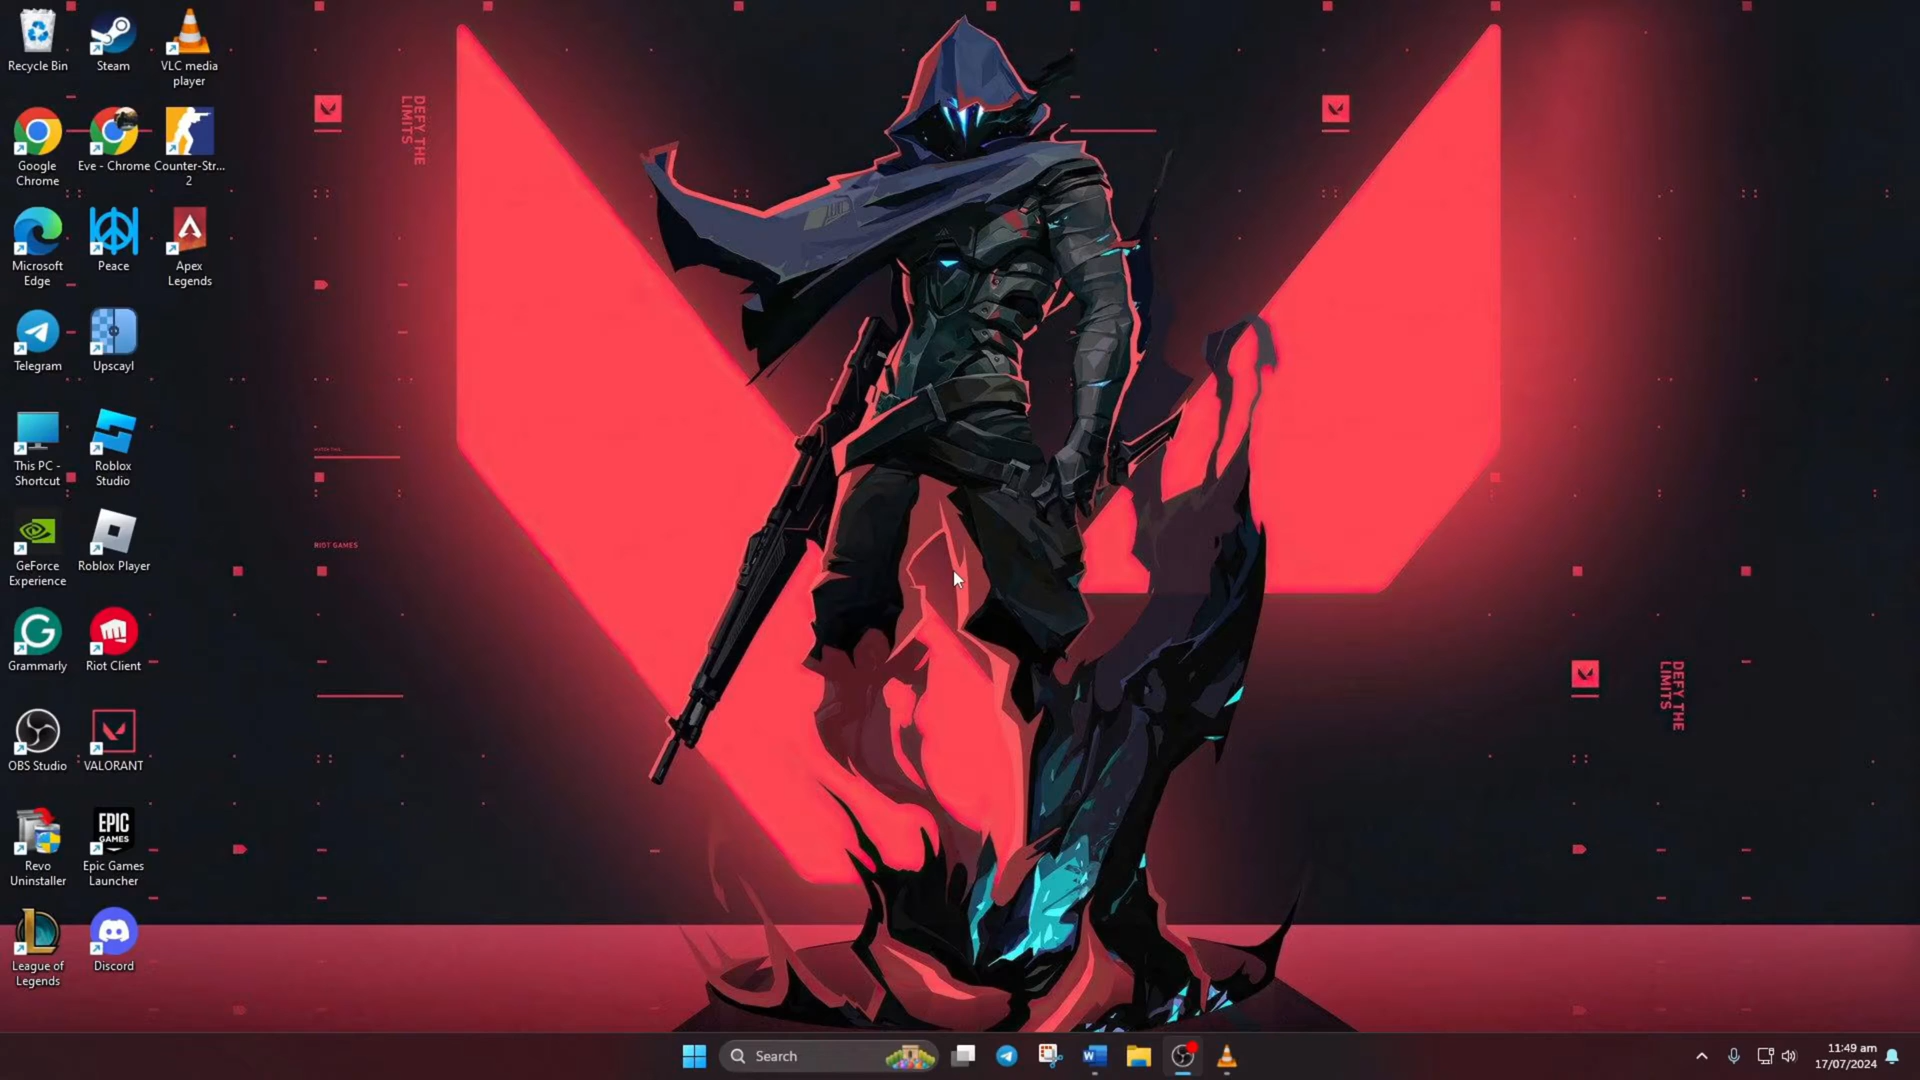 Recycle Bin
Steam
VLC media
player
Google
Chrome
Eve - Chrome
Counter-Str...
2
Microsoft
Edge
Peace
Apex
Legends
Telegram
Upscayl
This PC -
Shortcut
Roblox
Studio
GeForce
Experience
Roblox Player
Grammarly
Riot Client
OBS Studio
VALORANT
Revo
Uninstaller
EPIC
GAMES
Epic Games
Launcher
League of
Legends
Discord
DEFY THE
LIMITS
RIOT GAMES
DEFY THE
LIMITS
Search
W
11:49 am
17/07/2024